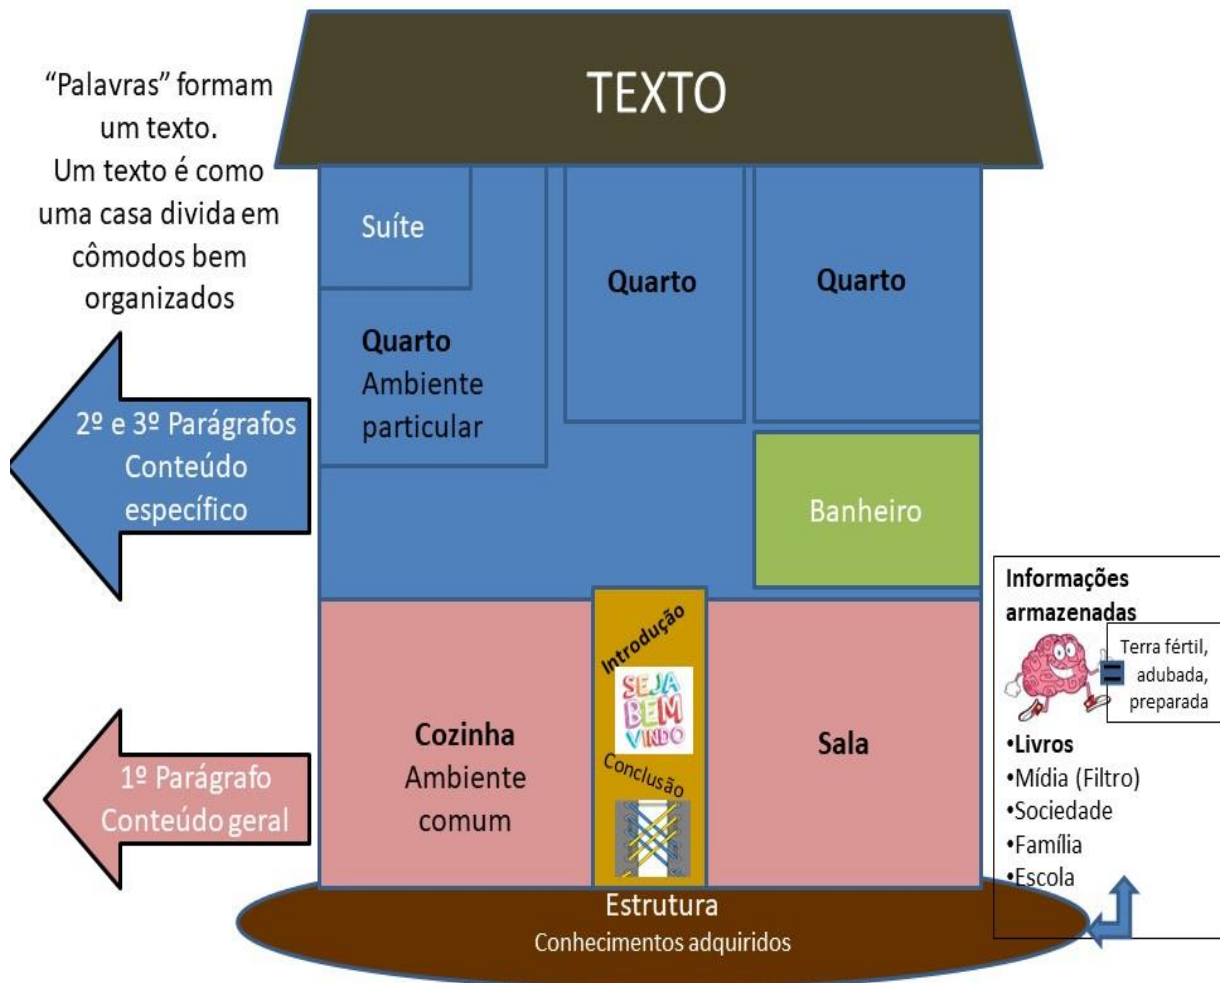 TEXTO
“Palavras” formam
um texto.
Um texto é como
uma casa divida em
cômodos bem
organizados
Suíte
Quarto
Ambiente
particular
Quarto
Quarto
2º e 3º Parágrafos
Conteúdo
específico
Banheiro
1º Parágrafo
Conteúdo geral
Cozinha
Ambiente
comum
Introdução
SEJA
BEM
VINDO
Conclusão
Sala
Informações
armazenadas
Terra fértil,
adubada,
preparada
•Livros
•Mídia (Filtro)
•Sociedade
•Família
•Escola
Estrutura
Conhecimentos adquiridos